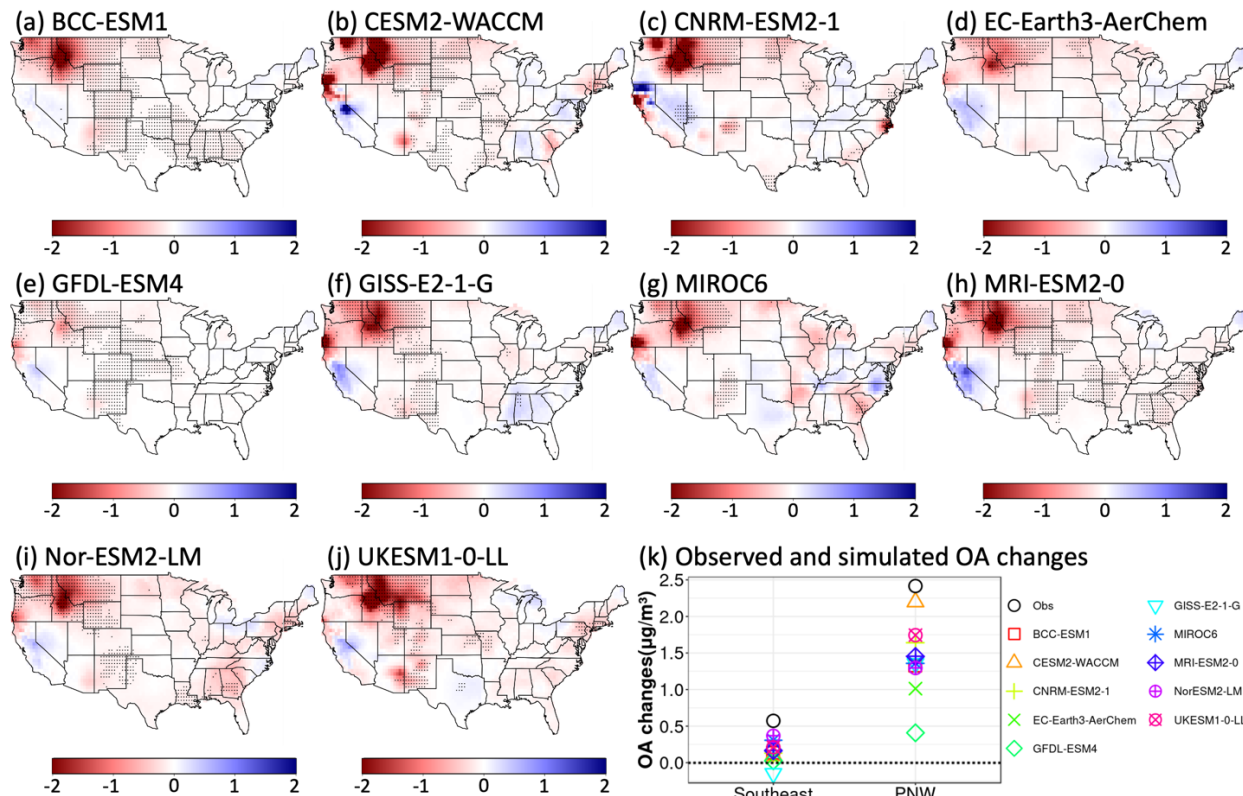 (a) BCC-ESM1 (b) CESM2-WACCM (c) CNRM-ESM2-1 (d) EC-Earth3-AerChem
-2 -1 0 1 2 -2 -1 0 1 2 -2 -1 0 1 2 -2 -1 0 1 2
(e) GFDL-ESM4 (f) GISS-E2-1-G (g) MIROC6 (h) MRI-ESM2-0
-2 -1 0 1 2 -2 -1 0 1 2 -2 -1 0 1 2 -2 -1 0 1 2
(i) Nor-ESM2-LM (j) UKESM1-0-LL (k) Observed and simulated OA changes
-2 -1 0 1 2 -2 -1 0 1 2
OA changes(μg/m³)
2.5
2.0
1.5
1.0
0.5
0.0
Southeast PNW
Obs GISS-E2-1-G
BCC-ESM1 MIROC6
CESM2-WACCM MRI-ESM2-0
CNRM-ESM2-1 NorESM2-LM
EC-Earth3-AerChem UKESM1-0-LL
GFDL-ESM4